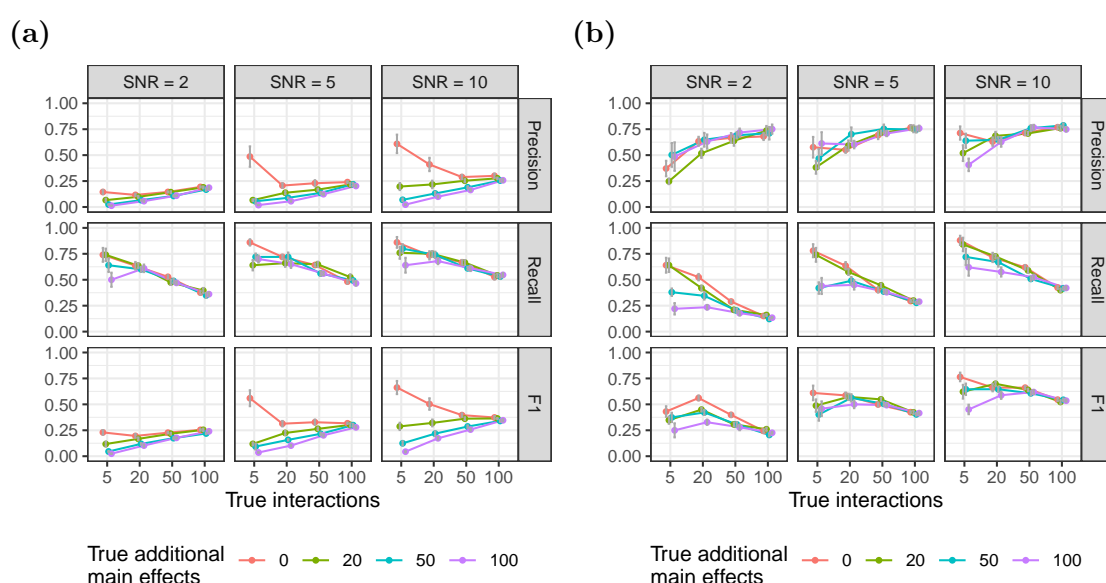 (a)
(b)
SNR = 2 SNR = 5 SNR = 10
SNR = 2 SNR = 5 SNR = 10
1.00
0.75
0.50
0.25
0.00
Precision
1.00
0.75
0.50
0.25
0.00
Recall
1.00
0.75
0.50
0.25
0.00
F1
5 20 50 100 5 20 50 100 5 20 50 100
True interactions
True additional
main effects
0 20 50 100
1.00
0.75
0.50
0.25
0.00
Precision
1.00
0.75
0.50
0.25
0.00
Recall
1.00
0.75
0.50
0.25
0.00
F1
5 20 50 100 5 20 50 100 5 20 50 100
True interactions
True additional
main effects
0 20 50 100